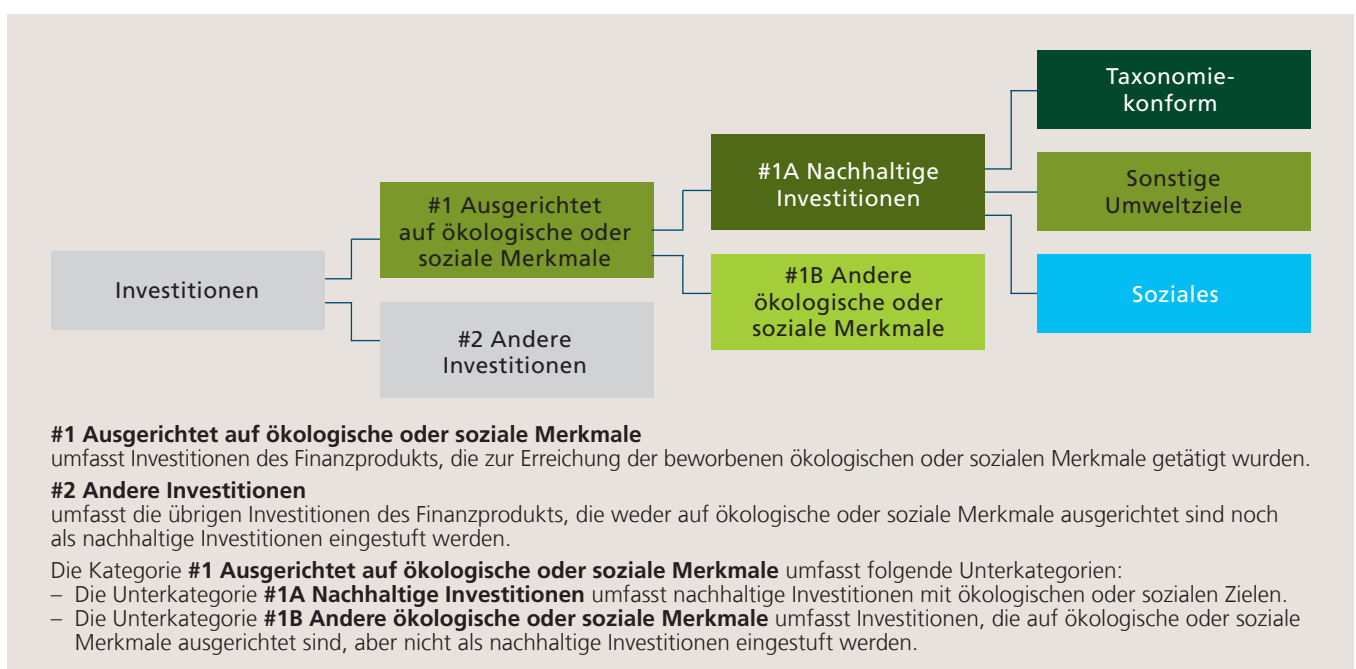 Investitionen
#1 Ausgerichtet
auf ökologische oder
soziale Merkmale
#2 Andere
Investitionen
#1A Nachhaltige
Investitionen
#1B Andere
ökologische oder
soziale Merkmale
Taxonomie-
konform
Sonstige
Umweltziele
Soziales
#1 Ausgerichtet auf ökologische oder soziale Merkmale
umfasst Investitionen des Finanzprodukts, die zur Erreichung der beworbenen ökologischen oder sozialen Merkmale getätigt wurden.
#2 Andere Investitionen
umfasst die übrigen Investitionen des Finanzprodukts, die weder auf ökologische oder soziale Merkmale ausgerichtet sind noch
als nachhaltige Investitionen eingestuft werden.
Die Kategorie #1 Ausgerichtet auf ökologische oder soziale Merkmale umfasst folgende Unterkategorien:
– Die Unterkategorie #1A Nachhaltige Investitionen umfasst nachhaltige Investitionen mit ökologischen oder sozialen Zielen.
– Die Unterkategorie #1B Andere ökologische oder soziale Merkmale umfasst Investitionen, die auf ökologische oder soziale
Merkmale ausgerichtet sind, aber nicht als nachhaltige Investitionen eingestuft werden.